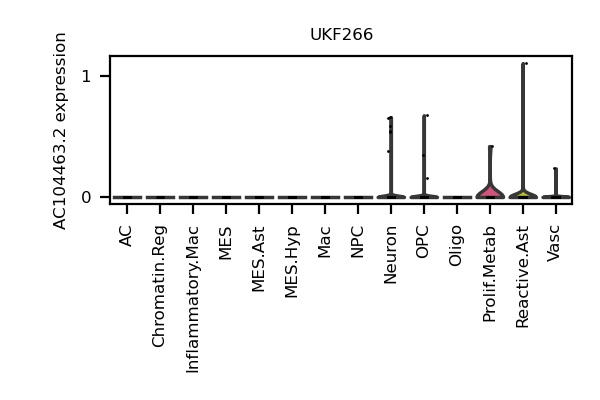 UKF266
AC104463.2 expression
1
0
AC
Chromatin.Reg
Inflammatory.Mac
MES
MES.Ast
MES.Hyp
Mac
NPC
Neuron
OPC
Oligo
Prolif.Metab
Reactive.Ast
Vasc